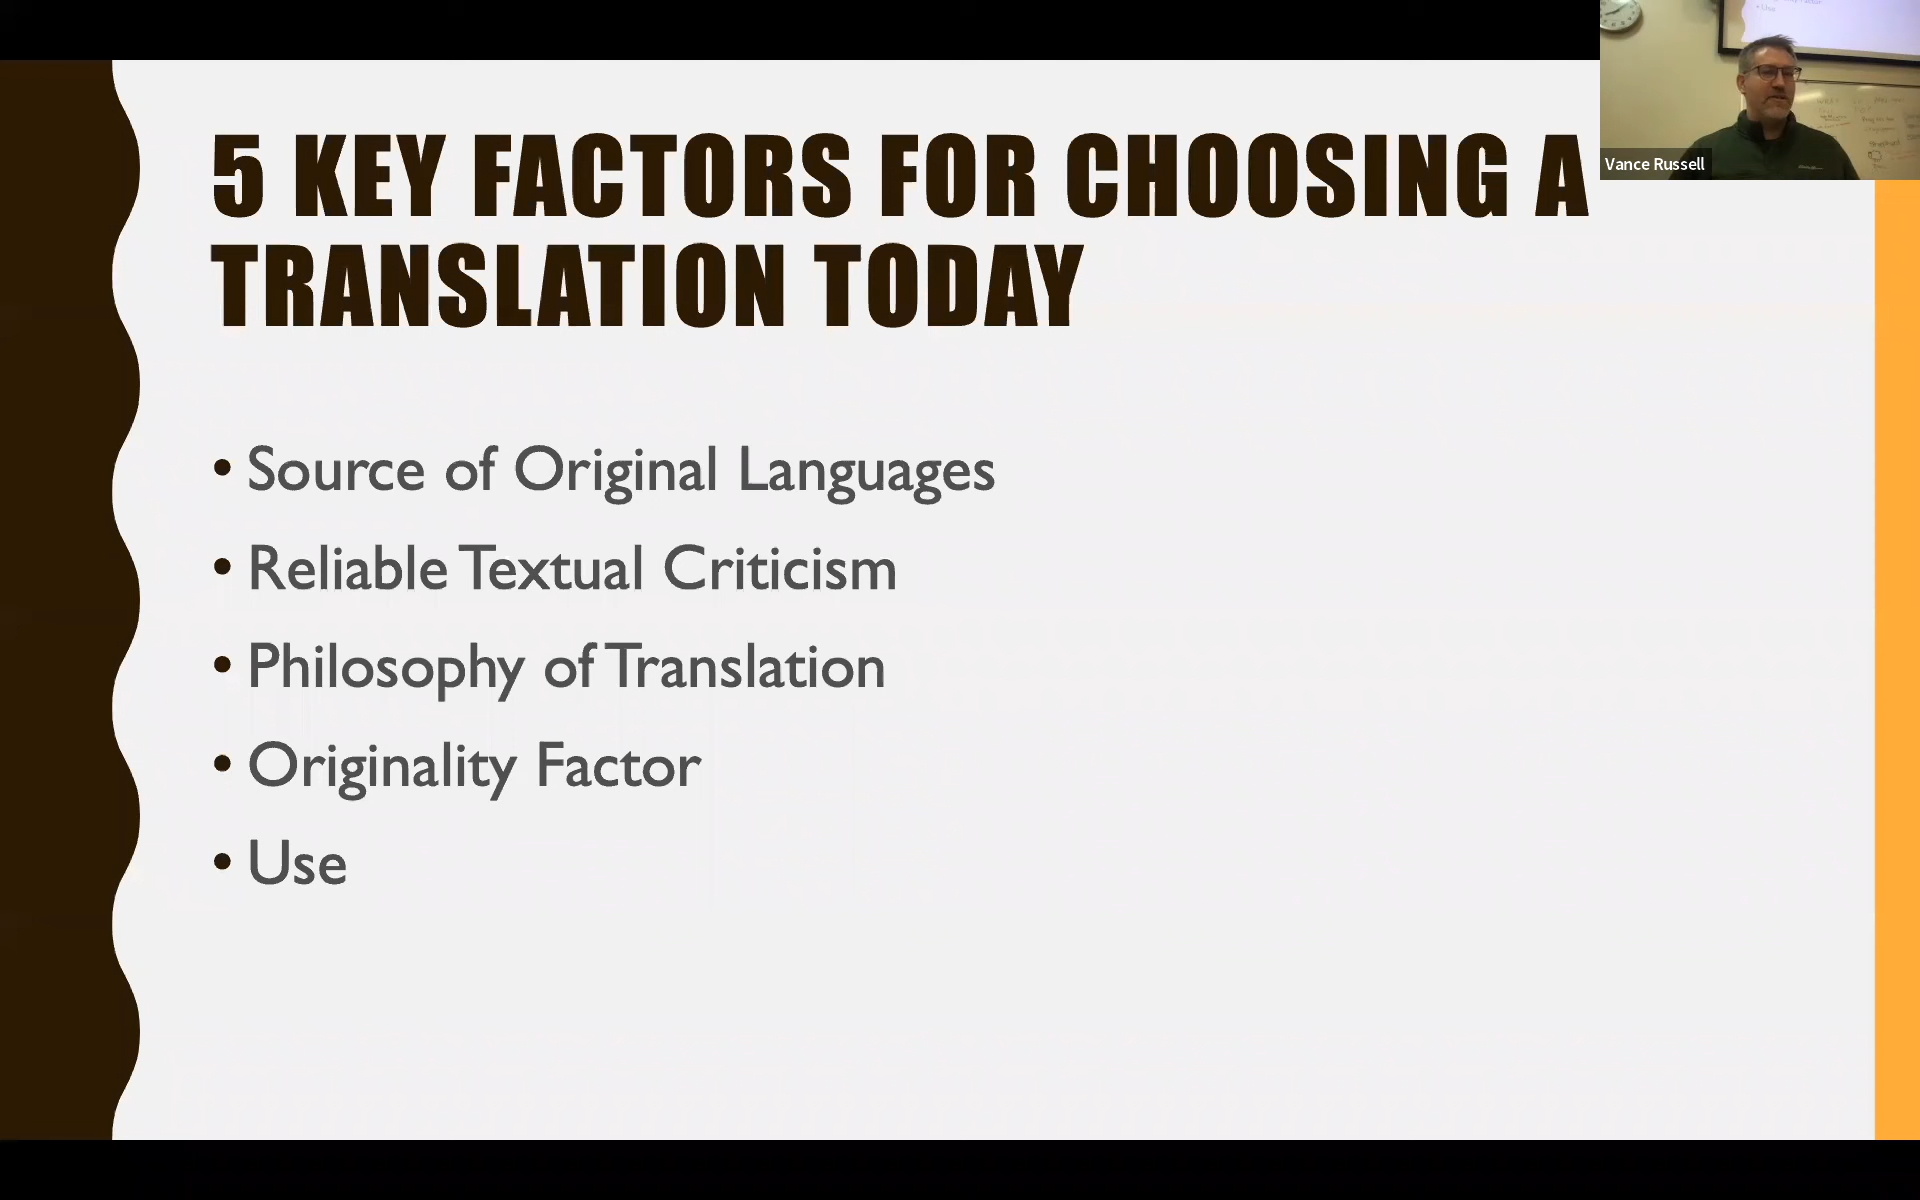 5 KEY FACTORS FOR CHOOSING A
TRANSLATION TODAY
Vance Russell
• Source of Original Languages
• Reliable Textual Criticism
• Philosophy of Translation
• Originality Factor
• Use